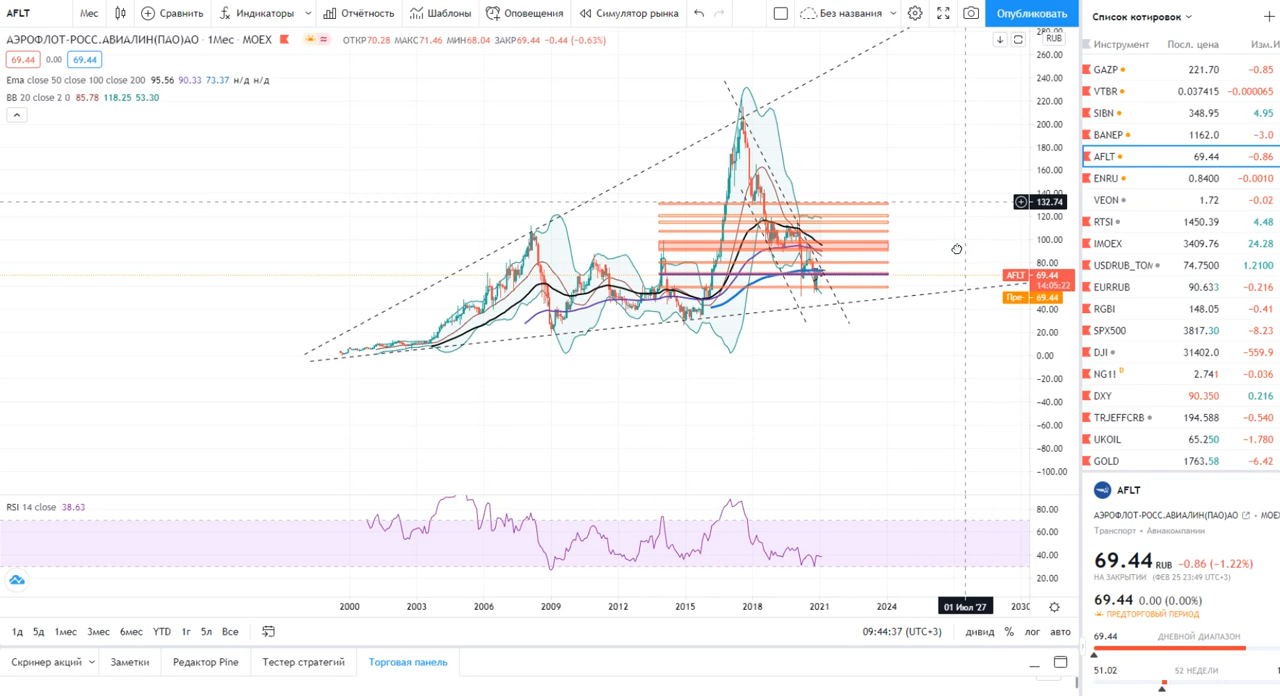 AFLT Мес Сравнить Индикаторы Отчётность Шаблоны Оповещения Симулятор рынка Без названия Опубликовать
АЭРОФЛОТ-РОСС.АВИАЛИН(ПАО)АО · 1Мес · MOEX ОТКР70.28 МАКС71.46 МИН68.04 ЗАКР69.44 −0.44 (−0.63%)
69.44 0.00 69.44
Ema close 50 close 100 close 200 95.56 90.33 73.37 н/д н/д
BB 20 close 2 0 85.78 118.25 53.30
RUB
280.00
260.00
240.00
220.00
200.00
180.00
160.00
140.00
132.74
120.00
100.00
80.00
AFLT 69.44
14:05:22
Пре- 69.44
40.00
20.00
0.00
−20.00
−40.00
−60.00
−80.00
−100.00
RSI 14 close 38.63
80.00
60.00
40.00
20.00
2000 2003 2006 2009 2012 2015 2018 2021 2024 01 Июл '27 2030
1д 5д 1мес 3мес 6мес YTD 1г 5л Все 09:44:37 (UTC+3) дивид % лог авто
Скринер акций Заметки Редактор Pine Тестер стратегий Торговая панель
Список котировок
Инструмент Посл. цена Изм.И
GAZP 221.70 −0.85
VTBR 0.037415 −0.000065
SIBN 348.95 4.95
BANEP 1162.0 −3.0
AFLT 69.44 −0.86
ENRU 0.8400 −0.0010
VEON 1.72 −0.02
RTSI 1450.39 4.48
IMOEX 3409.76 24.28
USDRUB_TOM 74.7500 1.2100
EURRUB 90.633 −0.216
RGBI 148.05 −0.41
SPX500 3817.30 −8.23
DJI 31402.0 −559.9
NG1! D 2.741 −0.036
DXY 90.350 0.216
TRJEFFCRB 194.588 −0.540
UKOIL 65.250 −1.780
GOLD 1763.58 −6.42
AFLT
АЭРОФЛОТ-РОСС.АВИАЛИН(ПАО)АО · MOEX
Транспорт · Авиакомпании
69.44 RUB −0.86 (−1.22%)
НА ЗАКРЫТИИ (ФЕВ 25 23:49 UTC+3)
69.44 0.00 (0.00%)
ПРЕДТОРГОВЫЙ ПЕРИОД
69.44 ДНЕВНОЙ ДИАПАЗОН
51.02 52 НЕДЕЛИ